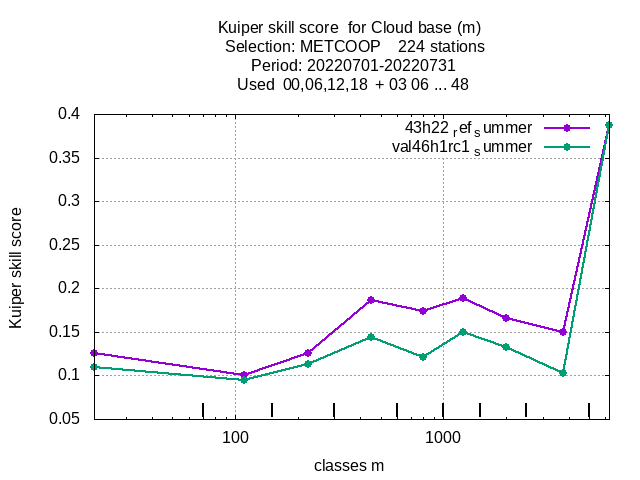 Kuiper skill score  for Cloud base (m)
Selection: METCOOP    224 stations
Period: 20220701-20220731
Used  00,06,12,18  + 03 06 ... 48
0.4
43h22 ref summer
val46h1rc1 summer
0.35
0.3
0.25
0.2
0.15
0.1
0.05
Kuiper skill score
100
1000
classes m